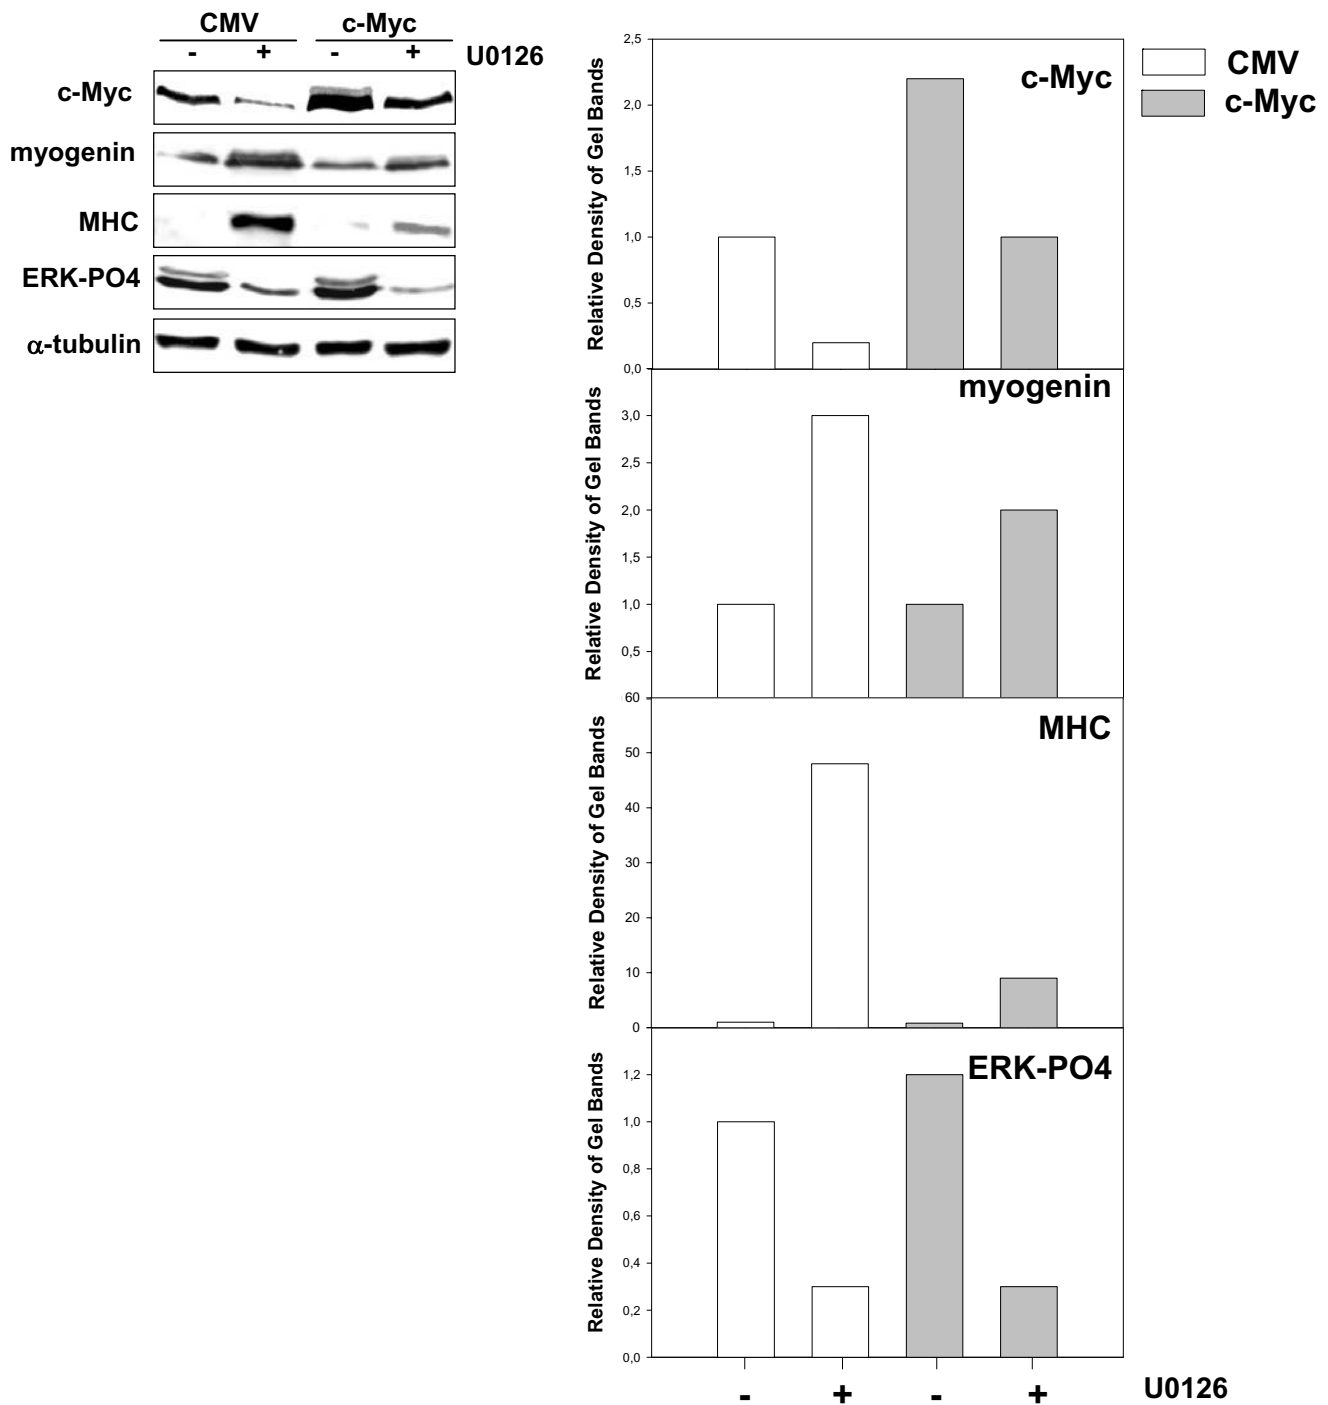 CMV c-Myc
- + - + U0126
c-Myc
myogenin
MHC
ERK-PO4
α-tubulin
CMV
c-Myc
c-Myc
Relative Density of Gel Bands
2,5
2,0
1,5
1,0
0,5
0,0
myogenin
Relative Density of Gel Bands
3,0
2,5
2,0
1,5
1,0
0,5
MHC
Relative Density of Gel Bands
60
50
40
30
20
10
0
ERK-PO4
Relative Density of Gel Bands
1,2
1,0
0,8
0,6
0,4
0,2
0,0
- + - + U0126